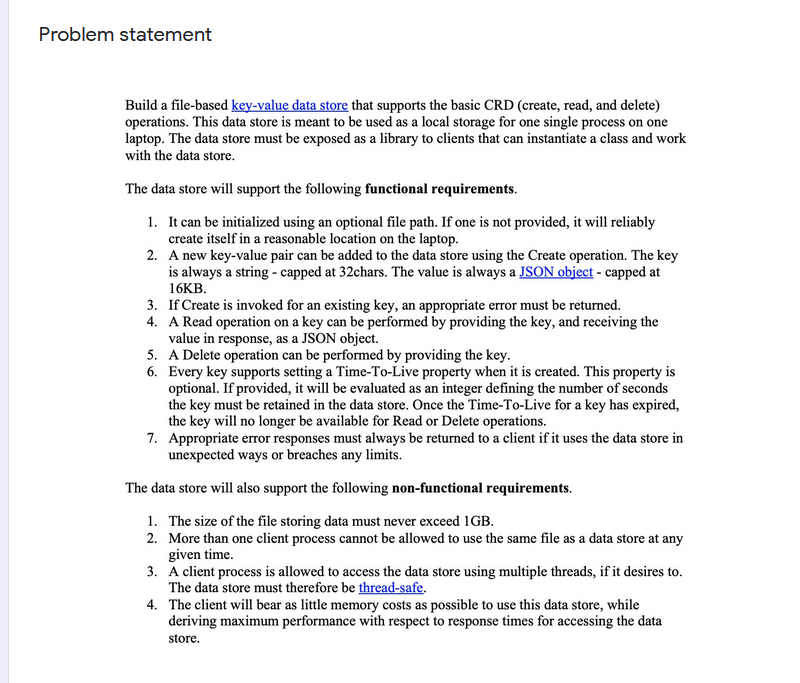 Problem statement
Build a file-based key-value data store that supports the basic CRD (create, read, and delete)
operations. This data store is meant to be used as a local storage for one single process on one
laptop. The data store must be exposed as a library to clients that can instantiate a class and work
with the data store.
The data store will support the following functional requirements.
1. It can be initialized using an optional file path. If one is not provided, it will reliably
create itself in a reasonable location on the laptop.
2. A new key-value pair can be added to the data store using the Create operation. The key
is always a string - capped at 32chars. The value is always a JSON object - capped at
16KB.
3. If Create is invoked for an existing key, an appropriate error must be returned.
4. A Read operation on a key can be performed by providing the key, and receiving the
value in response, as a JSON object.
5. A Delete operation can be performed by providing the key.
6. Every key supports setting a Time-To-Live property when it is created. This property is
optional. If provided, it will be evaluated as an integer defining the number of seconds
the key must be retained in the data store. Once the Time-To-Live for a key has expired,
the key will no longer be available for Read or Delete operations.
7. Appropriate error responses must always be returned to a client if it uses the data store in
unexpected ways or breaches any limits.
The data store will also support the following non-functional requirements.
1. The size of the file storing data must never exceed 1GB.
2. More than one client process cannot be allowed to use the same file as a data store at any
given time.
3. A client process is allowed to access the data store using multiple threads, if it desires to.
The data store must therefore be thread-safe.
4. The client will bear as little memory costs as possible to use this data store, while
deriving maximum performance with respect to response times for accessing the data
store.